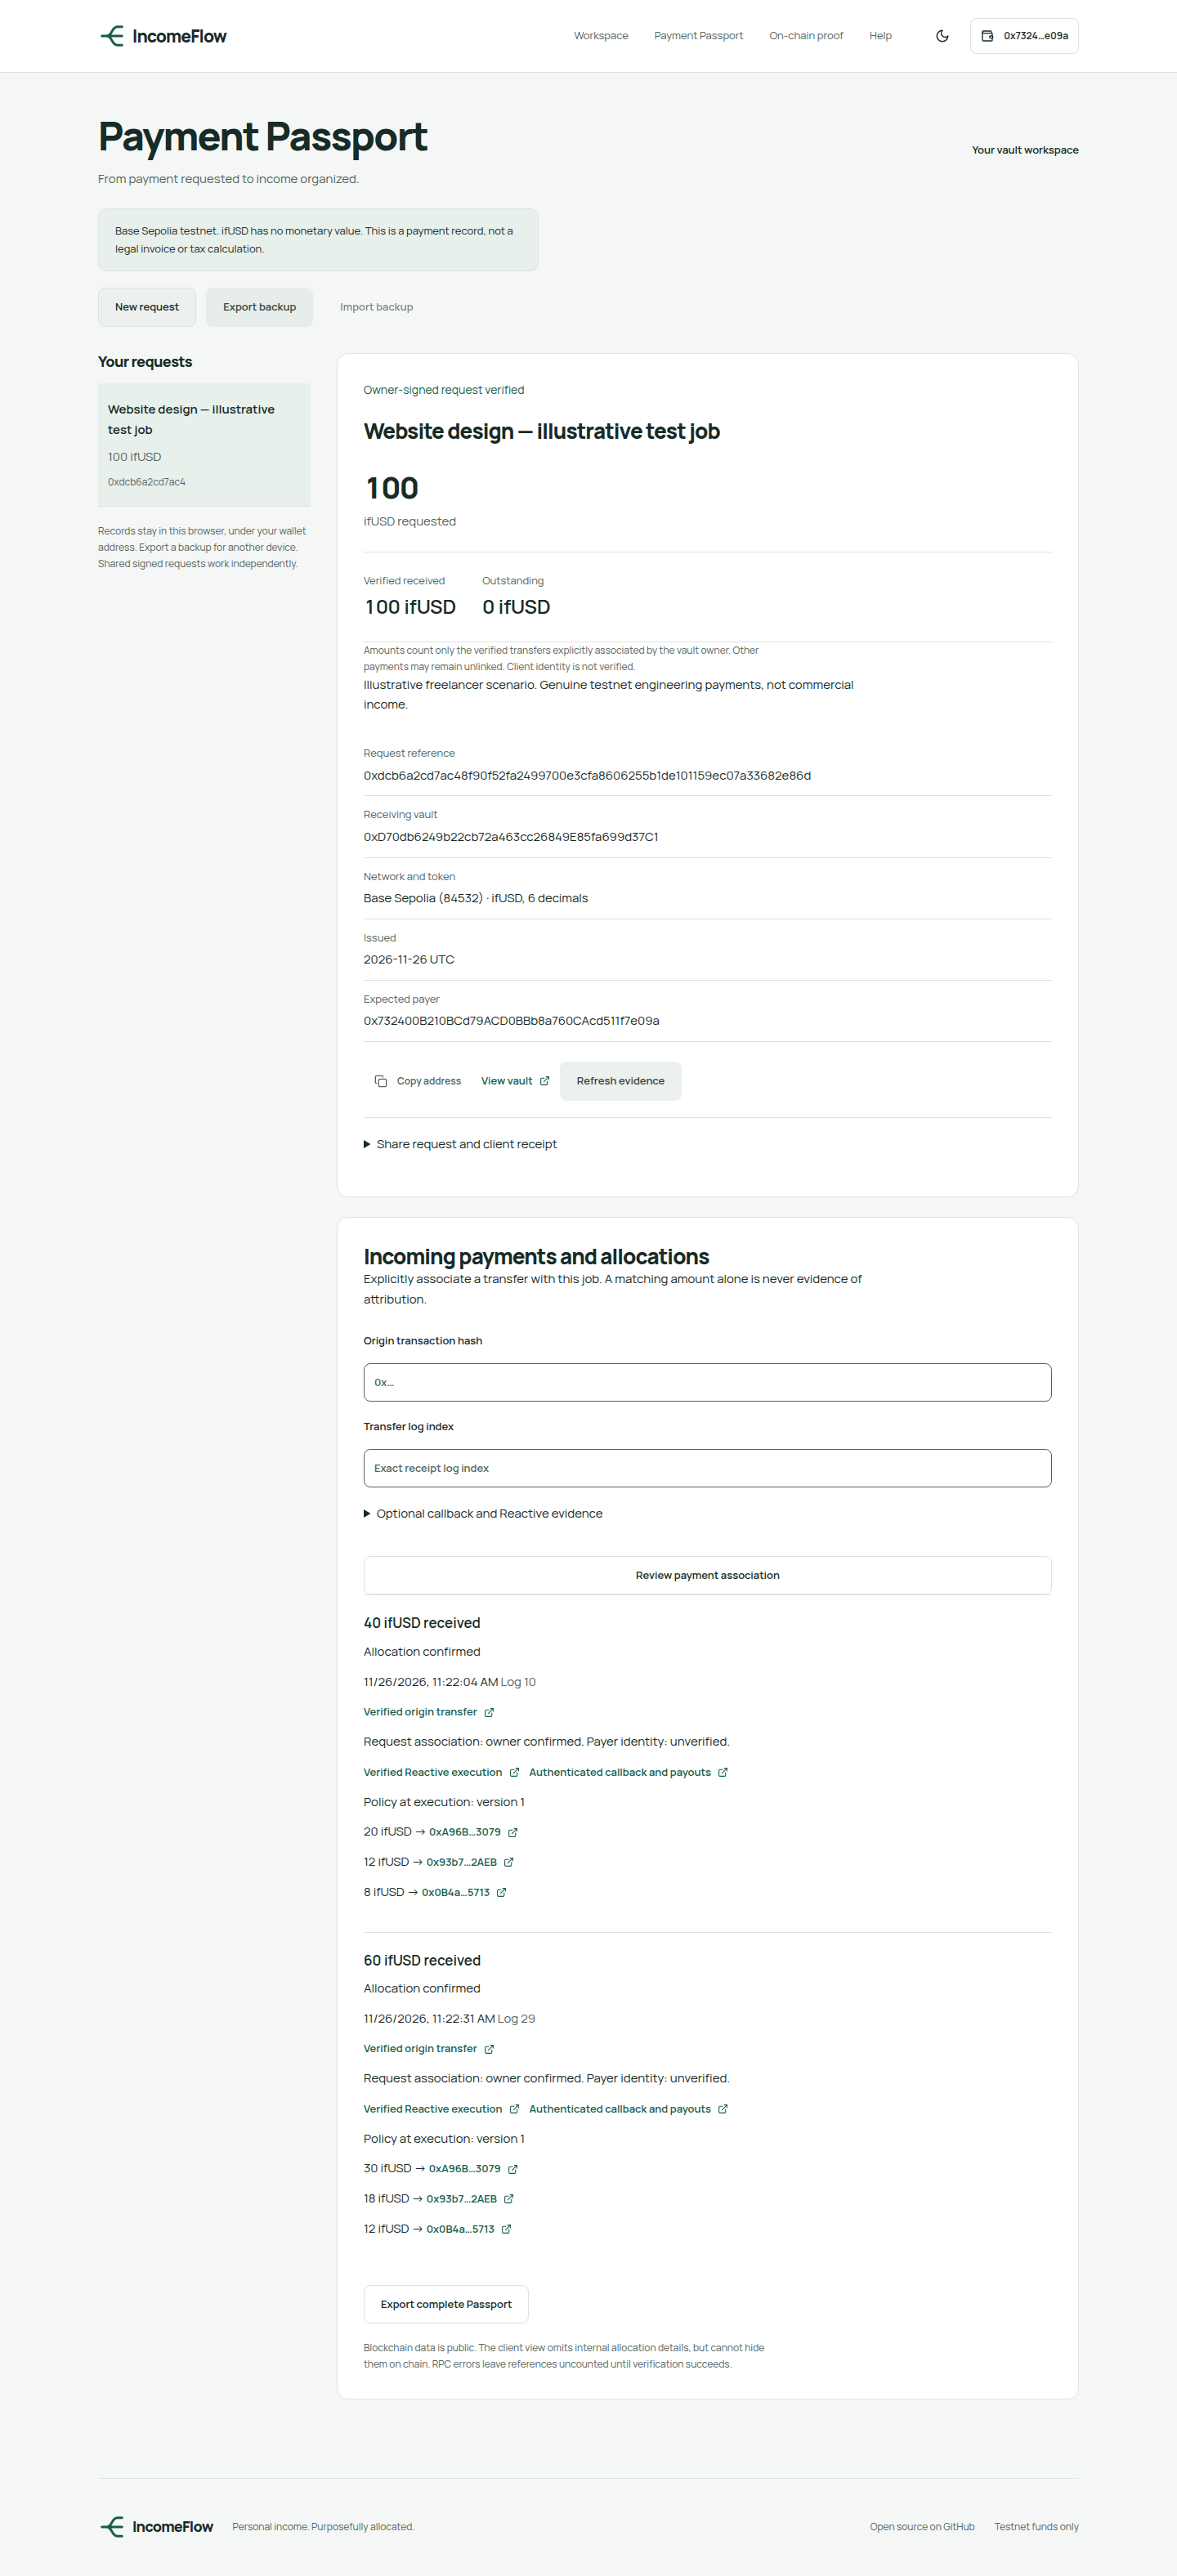 IncomeFlow
Workspace
Payment Passport
On-chain proof
Help
0x7324...e09a
Payment Passport
Your vault workspace
From payment requested to income organized.
Base Sepolia testnet. ifUSD has no monetary value. This is a payment record, not a
legal invoice or tax calculation.
New request
Export backup
Import backup
Your requests
Website design — illustrative
test job
100 ifUSD
0xdcb6a2cd7ac4
Records stay in this browser, under your wallet
address. Export a backup for another device.
Shared signed requests work independently.
Owner-signed request verified
Website design — illustrative test job
100
ifUSD requested
Verified received
Outstanding
100 ifUSD
0 ifUSD
Amounts count only the verified transfers explicitly associated by the vault owner. Other
payments may remain unlinked. Client identity is not verified.
Illustrative freelancer scenario. Genuine testnet engineering payments, not commercial
income.
Request reference
0xdcb6a2cd7ac48f90f52fa2499700e3cfa8606255b1de101159ec07a33682e86d
Receiving vault
0xD70db6249b22cb72a463cc26849E85fa699d37C1
Network and token
Base Sepolia (84532) · ifUSD, 6 decimals
Issued
2026-11-26 UTC
Expected payer
0x732400B210BCd79ACD0BBb8a760CAcd511f7e09a
Copy address
View vault
Refresh evidence
Share request and client receipt
Incoming payments and allocations
Explicitly associate a transfer with this job. A matching amount alone is never evidence of
attribution.
Origin transaction hash
0x...
Transfer log index
Exact receipt log index
Optional callback and Reactive evidence
Review payment association
40 ifUSD received
Allocation confirmed
11/26/2026, 11:22:04 AM Log 10
Verified origin transfer
Request association: owner confirmed. Payer identity: unverified.
Verified Reactive execution
Authenticated callback and payouts
Policy at execution: version 1
20 ifUSD → 0xA96B...3079
12 ifUSD → 0x93b7...2AEB
8 ifUSD → 0x0B4a...5713
60 ifUSD received
Allocation confirmed
11/26/2026, 11:22:31 AM Log 29
Verified origin transfer
Request association: owner confirmed. Payer identity: unverified.
Verified Reactive execution
Authenticated callback and payouts
Policy at execution: version 1
30 ifUSD → 0xA96B...3079
18 ifUSD → 0x93b7...2AEB
12 ifUSD → 0x0B4a...5713
Export complete Passport
Blockchain data is public. The client view omits internal allocation details, but cannot hide
them on chain. RPC errors leave references uncounted until verification succeeds.
IncomeFlow
Personal income. Purposefully allocated.
Open source on GitHub
Testnet funds only